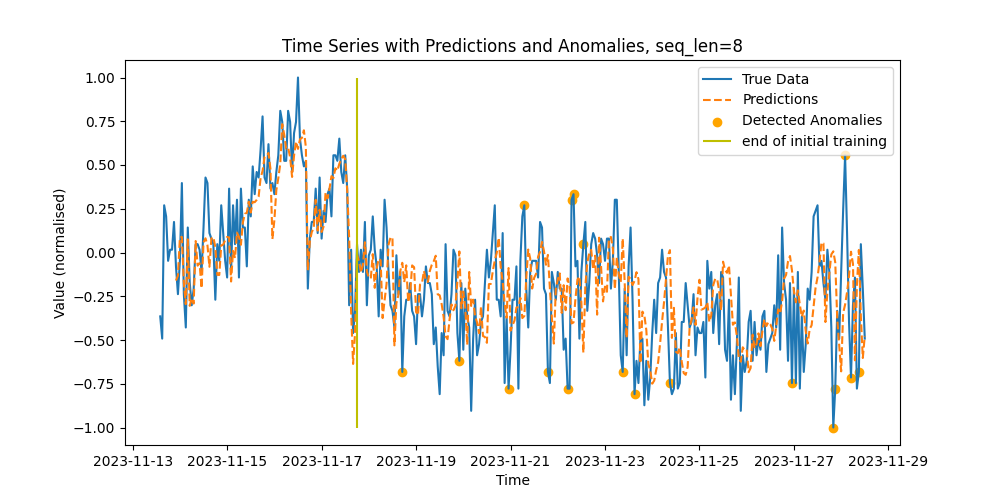 Time Series with Predictions and Anomalies, seq_len=8
True Data
Predictions
Detected Anomalies
end of initial training
Value (normalised)
1.00
0.75
0.50
0.25
0.00
−0.25
−0.50
−0.75
−1.00
2023-11-13 2023-11-15 2023-11-17 2023-11-19 2023-11-21 2023-11-23 2023-11-25 2023-11-27 2023-11-29
Time